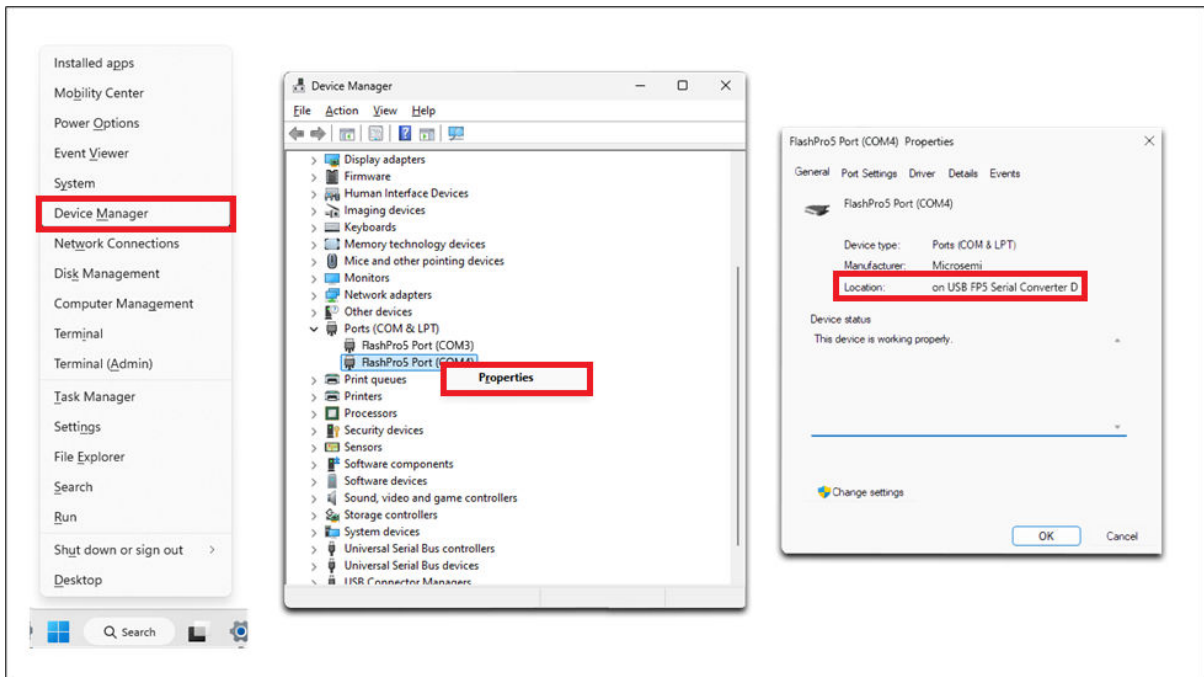 Installed apps
Mobility Center
Power Options
Event Viewer
System
Device Manager
Network Connections
Disk Management
Computer Management
Terminal
Terminal (Admin)
Task Manager
Settings
File Explorer
Search
Run
Shut down or sign out
Desktop
Search
Device Manager
File Action View Help
Display adapters
Firmware
Human Interface Devices
Imaging devices
Keyboards
Memory technology devices
Mice and other pointing devices
Monitors
Network adapters
Other devices
Ports (COM & LPT)
FlashPro5 Port (COM3)
FlashPro5 Port (COM4)
Properties
Print queues
Printers
Processors
Security devices
Sensors
Software components
Software devices
Sound, video and game controllers
Storage controllers
System devices
Universal Serial Bus controllers
Universal Serial Bus devices
USB Connector Managers
FlashPro5 Port (COM4) Properties
General Port Settings Driver Details Events
FlashPro5 Port (COM4)
Device type: Ports (COM & LPT)
Manufacturer: Microsemi
Location: on USB FP5 Serial Converter D
Device status
This device is working properly.
Change settings
OK Cancel